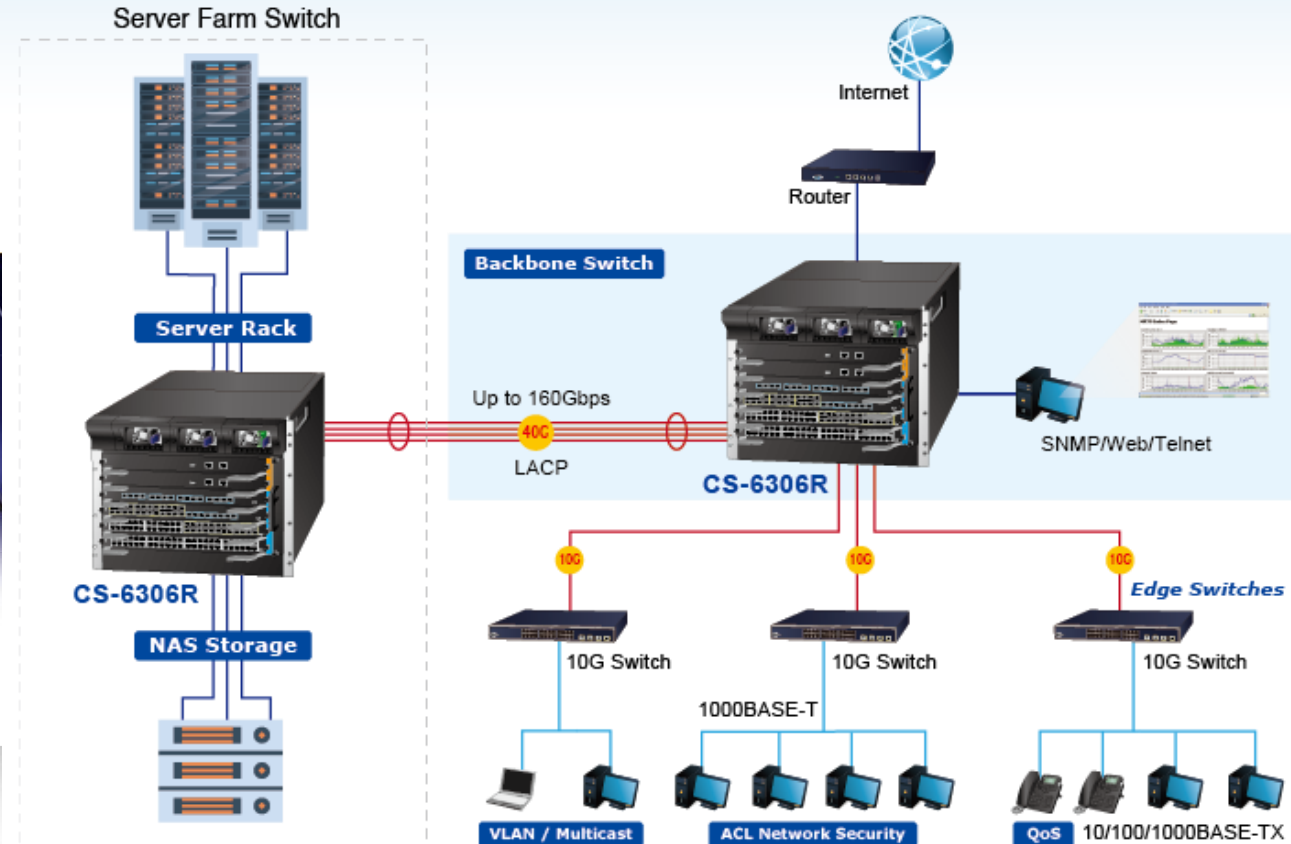 Server Farm Switch
Internet
Router
Backbone Switch
Server Rack
Up to 160Gbps
40G
LACP
SNMP/Web/Telnet
CS-6306R
CS-6306R
10G
10G
10G
Edge Switches
NAS Storage
10G Switch
10G Switch
10G Switch
1000BASE-T
VLAN / Multicast
ACL Network Security
QoS
10/100/1000BASE-TX